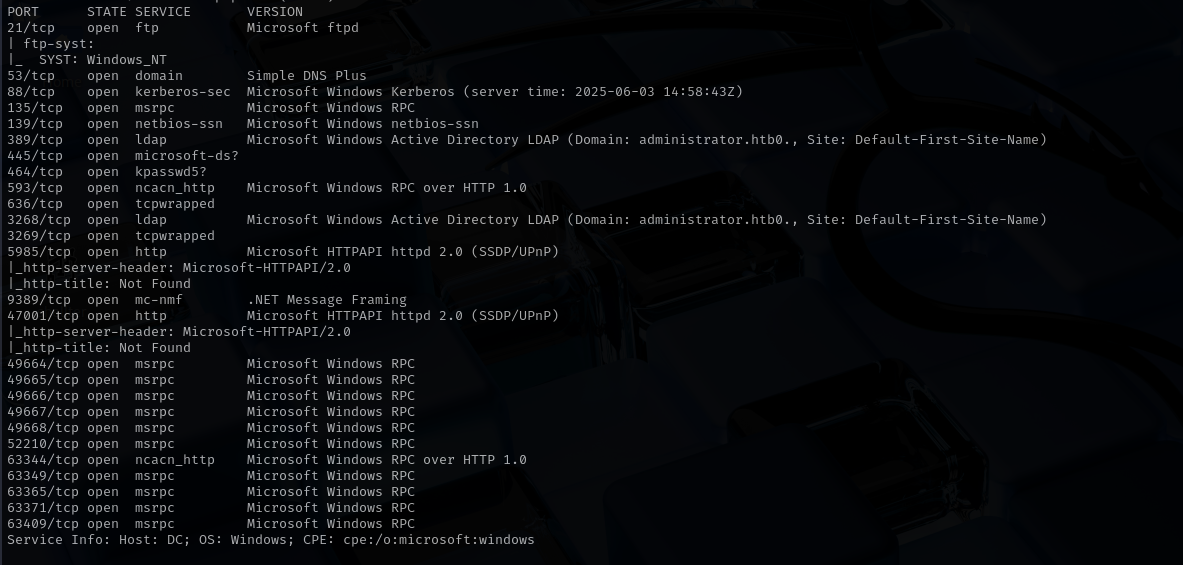 PORT      STATE SERVICE       VERSION
21/tcp    open  ftp           Microsoft ftpd
| ftp-syst:
|_  SYST: Windows_NT
53/tcp    open  domain        Simple DNS Plus
88/tcp    open  kerberos-sec  Microsoft Windows Kerberos (server time: 2025-06-03 14:58:43Z)
135/tcp   open  msrpc         Microsoft Windows RPC
139/tcp   open  netbios-ssn   Microsoft Windows netbios-ssn
389/tcp   open  ldap          Microsoft Windows Active Directory LDAP (Domain: administrator.htb0., Site: Default-First-Site-Name)
445/tcp   open  microsoft-ds?
464/tcp   open  kpasswd5?
593/tcp   open  ncacn_http    Microsoft Windows RPC over HTTP 1.0
636/tcp   open  tcpwrapped
3268/tcp  open  ldap          Microsoft Windows Active Directory LDAP (Domain: administrator.htb0., Site: Default-First-Site-Name)
3269/tcp  open  tcpwrapped
5985/tcp  open  http          Microsoft HTTPAPI httpd 2.0 (SSDP/UPnP)
|_http-server-header: Microsoft-HTTPAPI/2.0
|_http-title: Not Found
9389/tcp  open  mc-nmf        .NET Message Framing
47001/tcp open  http          Microsoft HTTPAPI httpd 2.0 (SSDP/UPnP)
|_http-server-header: Microsoft-HTTPAPI/2.0
|_http-title: Not Found
49664/tcp open  msrpc         Microsoft Windows RPC
49665/tcp open  msrpc         Microsoft Windows RPC
49666/tcp open  msrpc         Microsoft Windows RPC
49667/tcp open  msrpc         Microsoft Windows RPC
49668/tcp open  msrpc         Microsoft Windows RPC
52210/tcp open  msrpc         Microsoft Windows RPC
63344/tcp open  ncacn_http    Microsoft Windows RPC over HTTP 1.0
63349/tcp open  msrpc         Microsoft Windows RPC
63365/tcp open  msrpc         Microsoft Windows RPC
63371/tcp open  msrpc         Microsoft Windows RPC
63409/tcp open  msrpc         Microsoft Windows RPC
Service Info: Host: DC; OS: Windows; CPE: cpe:/o:microsoft:windows